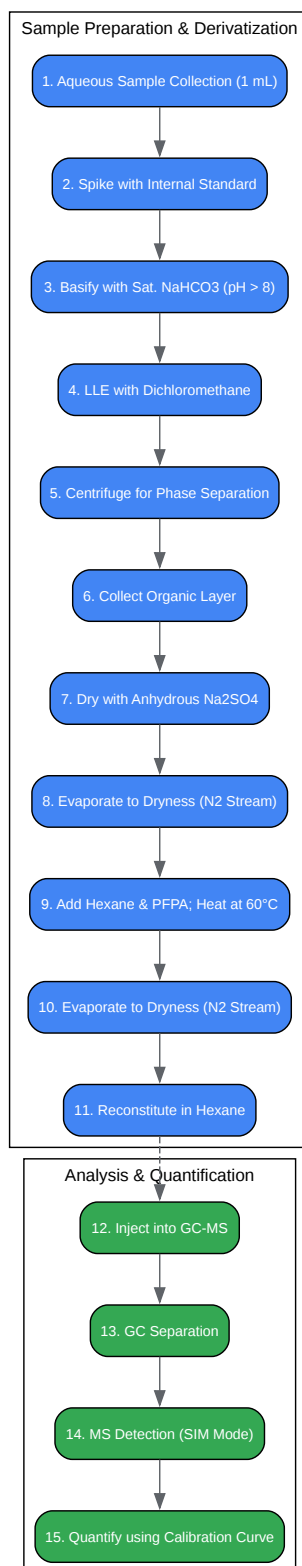 Sample Preparation & Derivatization
1. Aqueous Sample Collection (1 mL)
2. Spike with Internal Standard
3. Basify with Sat. NaHCO3 (pH > 8)
4. LLE with Dichloromethane
5. Centrifuge for Phase Separation
6. Collect Organic Layer
7. Dry with Anhydrous Na2SO4
8. Evaporate to Dryness (N2 Stream)
9. Add Hexane & PFPA; Heat at 60°C
10. Evaporate to Dryness (N2 Stream)
11. Reconstitute in Hexane
Analysis & Quantification
12. Inject into GC-MS
13. GC Separation
14. MS Detection (SIM Mode)
15. Quantify using Calibration Curve